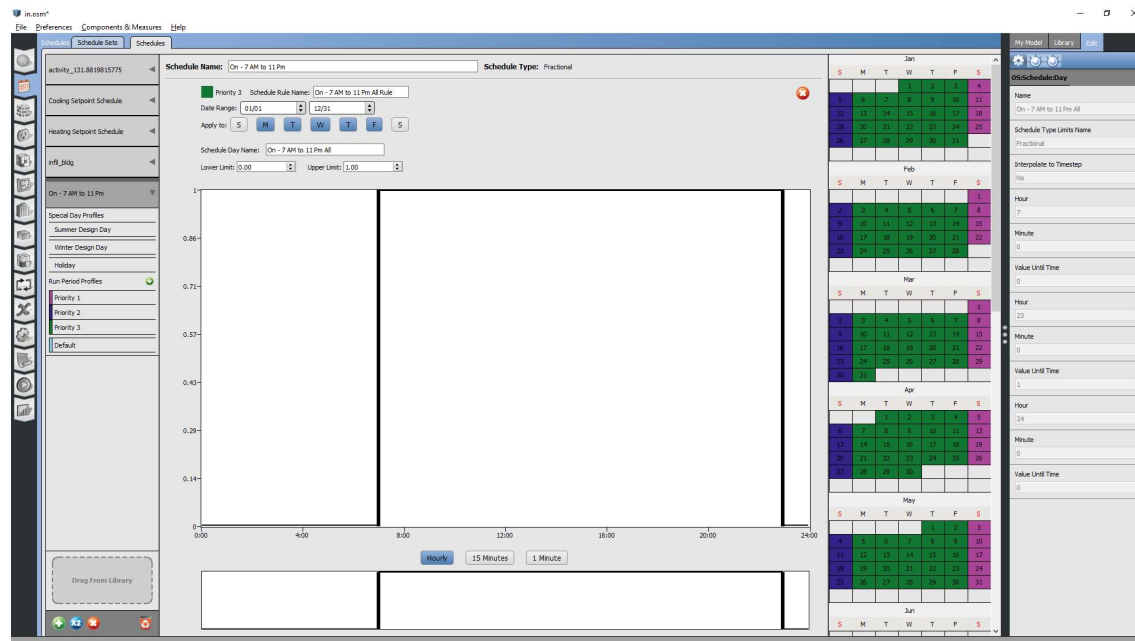 in.osm*
File Preferences Components & Measures Help
Schedules Schedule Sets Schedules
My Model Library Edit
activity_131.8819815775
Cooling Setpoint Schedule
Heating Setpoint Schedule
infil_bldg
On - 7 AM to 11 Pm
Special Day Profiles
Summer Design Day
Winter Design Day
Holiday
Run Period Profiles
Priority 1
Priority 2
Priority 3
Default
Drag From Library
X2
Schedule Name: On - 7 AM to 11 Pm Schedule Type: Fractional
Priority 3 Schedule Rule Name: On - 7 AM to 11 Pm All Rule
Date Range: 01/01 12/31
Apply to: S M T W T F S
Schedule Day Name: On - 7 AM to 11 Pm All
Lower Limit: 0.00 Upper Limit: 1.00
1
0.86
0.71
0.57
0.43
0.29
0.14
0
0:00 4:00 8:00 12:00 16:00 20:00 24:00
Hourly 15 Minutes 1 Minute
Jan
S M T W T F S
1 2 3 4
5 6 7 8 9 10 11
12 13 14 15 16 17 18
19 20 21 22 23 24 25
26 27 28 29 30 31
Feb
S M T W T F S
1
2 3 4 5 6 7 8
9 10 11 12 13 14 15
16 17 18 19 20 21 22
23 24 25 26 27 28
Mar
S M T W T F S
1
2 3 4 5 6 7 8
9 10 11 12 13 14 15
16 17 18 19 20 21 22
23 24 25 26 27 28 29
30 31
Apr
S M T W T F S
1 2 3 4 5
6 7 8 9 10 11 12
13 14 15 16 17 18 19
20 21 22 23 24 25 26
27 28 29 30
May
S M T W T F S
1 2 3
4 5 6 7 8 9 10
11 12 13 14 15 16 17
18 19 20 21 22 23 24
25 26 27 28 29 30 31
Jun
S M T W T F S
OS:Schedule:Day
Name
On - 7 AM to 11 Pm All
Schedule Type Limits Name
Fractional
Interpolate to Timestep
No
Hour
7
Minute
0
Value Until Time
0
Hour
23
Minute
0
Value Until Time
1
Hour
24
Minute
0
Value Until Time
0